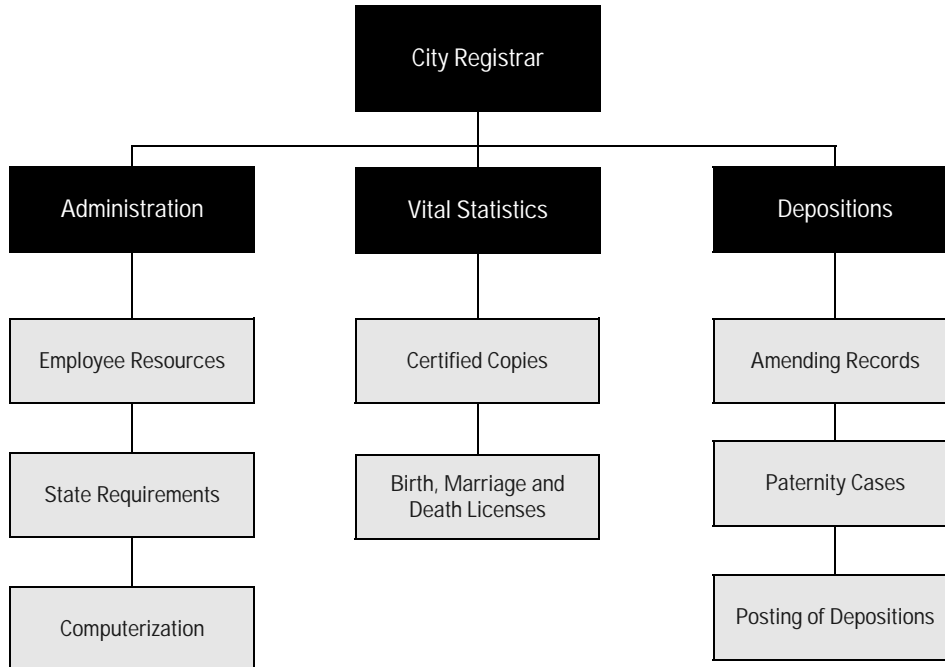 City Registrar
Administration
Vital Statistics
Depositions
Employee Resources
Certified Copies
Amending Records
State Requirements
Birth, Marriage and
Death Licenses
Paternity Cases
Computerization
Posting of Depositions